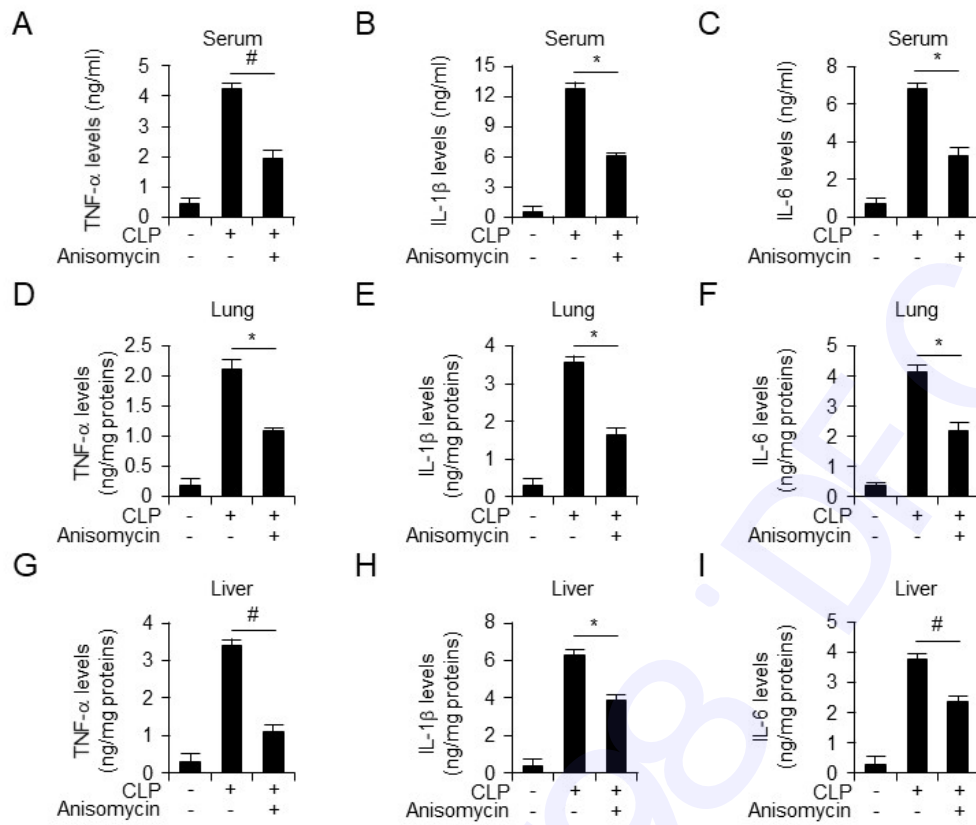 A
Serum
#
TNF-α levels (ng/ml)
5
4
3
2
1
0
CLP - + +
Anisomycin - - +
B
Serum
*
IL-1β levels (ng/ml)
15
12
9
6
3
0
CLP - + +
Anisomycin - - +
C
Serum
*
IL-6 levels (ng/ml)
8
6
4
2
0
CLP - + +
Anisomycin - - +
D
Lung
*
TNF-α levels
(ng/mg proteins)
2.5
2.0
1.5
1.0
0.5
0
CLP - + +
Anisomycin - - +
E
Lung
*
IL-1β levels
(ng/mg proteins)
4
3
2
1
0
CLP - + +
Anisomycin - - +
F
Lung
*
IL-6 levels
(ng/mg proteins)
5
4
3
2
1
0
CLP - + +
Anisomycin - - +
G
Liver
#
TNF-α levels
(ng/mg proteins)
4
3
2
1
0
CLP - + +
Anisomycin - - +
H
Liver
*
IL-1β levels
(ng/mg proteins)
8
6
4
2
0
CLP - + +
Anisomycin - - +
I
Liver
#
IL-6 levels
(ng/mg proteins)
5
4
3
2
1
0
CLP - + +
Anisomycin - - +